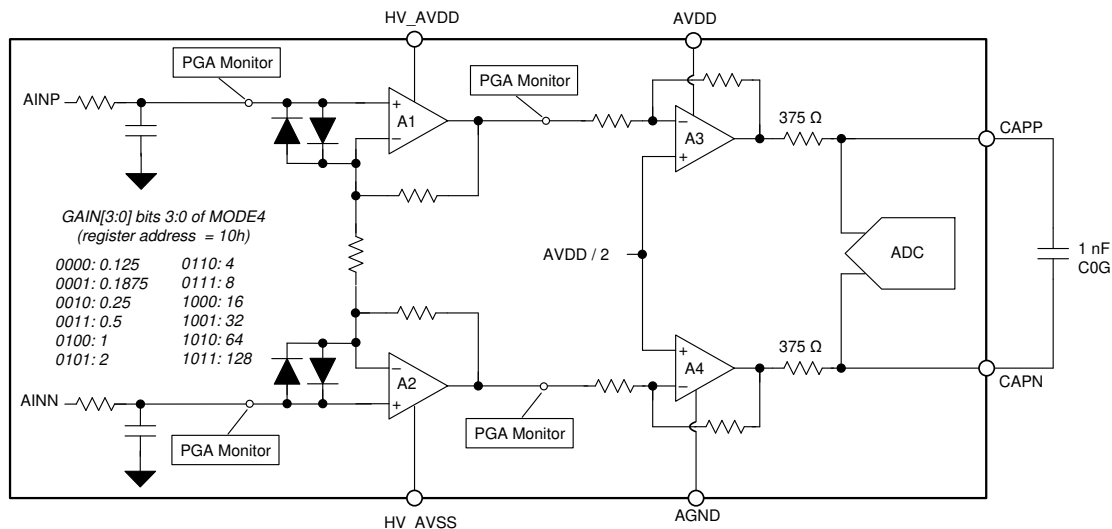 HV_AVDD
AVDD
PGA Monitor
PGA Monitor
AINP
+
A1
−
−
A3
+
375 Ω
CAPP
GAIN[3:0] bits 3:0 of MODE4
(register address = 10h)
0000: 0.125
0001: 0.1875
0010: 0.25
0011: 0.5
0100: 1
0101: 2
0110: 4
0111: 8
1000: 16
1001: 32
1010: 64
1011: 128
AVDD / 2
ADC
1 nF
C0G
−
A2
+
+
A4
−
375 Ω
CAPN
AINN
PGA Monitor
PGA Monitor
HV_AVSS
AGND